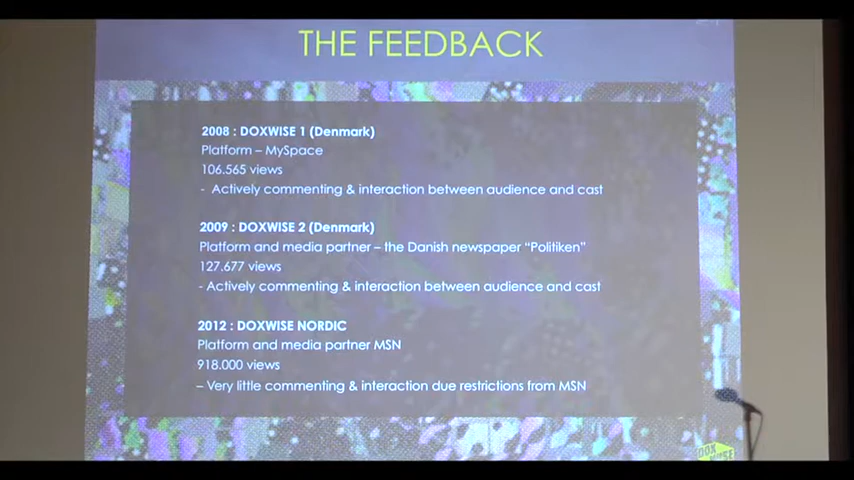 THE FEEDBACK
2008 : DOXWISE 1 (Denmark)
Platform – MySpace
106.565 views
- Actively commenting & interaction between audience and cast
2009 : DOXWISE 2 (Denmark)
Platform and media partner – the Danish newspaper “Politiken”
127.677 views
- Actively commenting & interaction between audience and cast
2012 : DOXWISE NORDIC
Platform and media partner MSN
918.000 views
– Very little commenting & interaction due restrictions from MSN